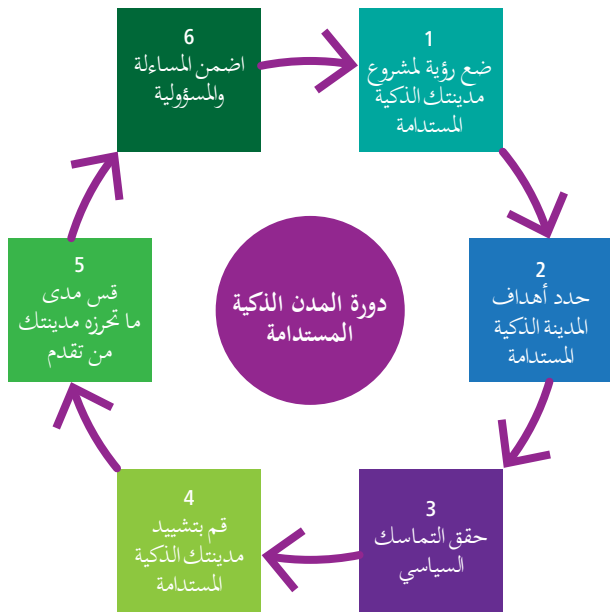 1
ضع رؤية لمشروع
مدينتك الذكية
المستدامة
2
حدد أهداف
المدينة الذكية
المستدامة
3
حقق التماسك
السياسي
4
قم بتشييد
مدينتك الذكية
المستدامة
5
قس مدى
ما تحرزه مدينتك
من تقدم
6
اضمن المساءلة
والمسؤولية
دورة المدن الذكية
المستدامة